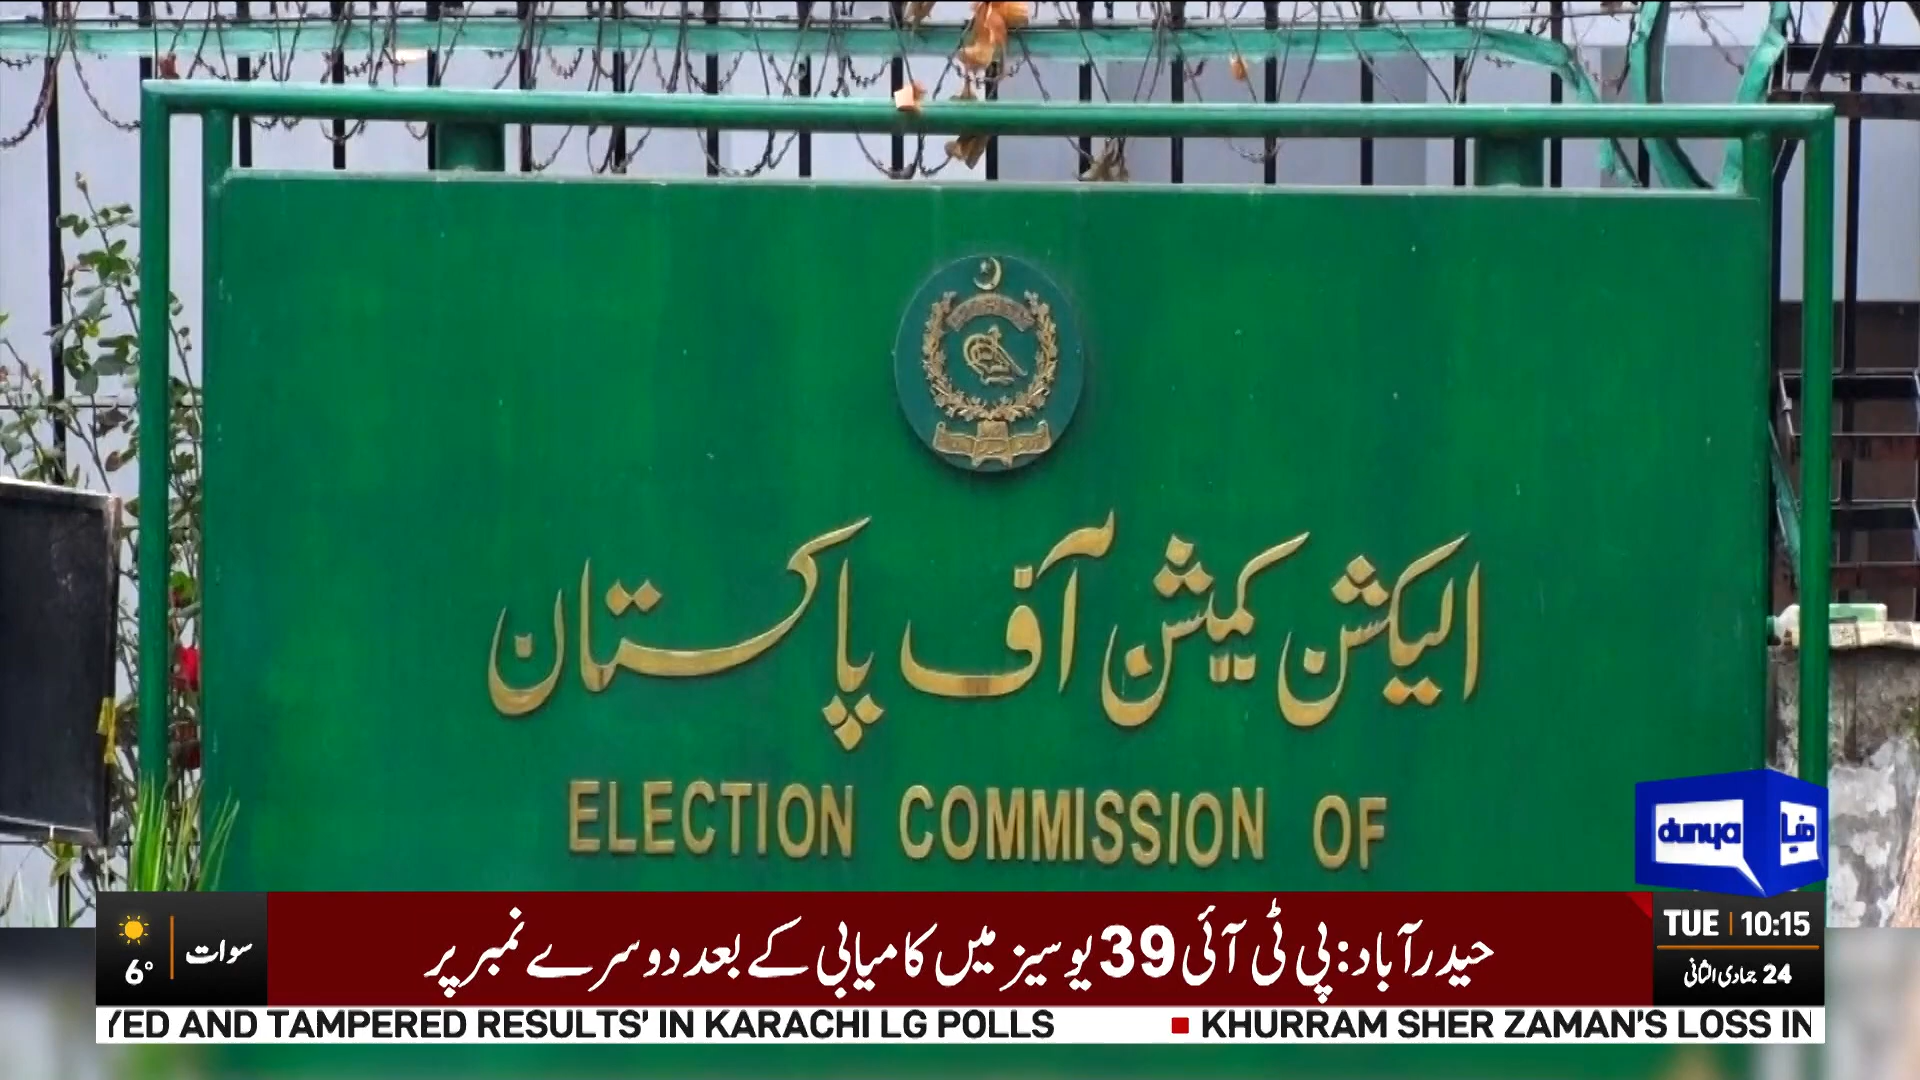 الیکشن کمیشن آف پاکستان
ELECTION COMMISSION OF
dunya دنیا
حیدرآباد: پی ٹی آئی 39 یوسیز میں کامیابی کے بعد دوسرے نمبر پر
سوات
6°
TUE 10:15
24 جمادی الثانی
YED AND TAMPERED RESULTS' IN KARACHI LG POLLS
KHURRAM SHER ZAMAN'S LOSS IN